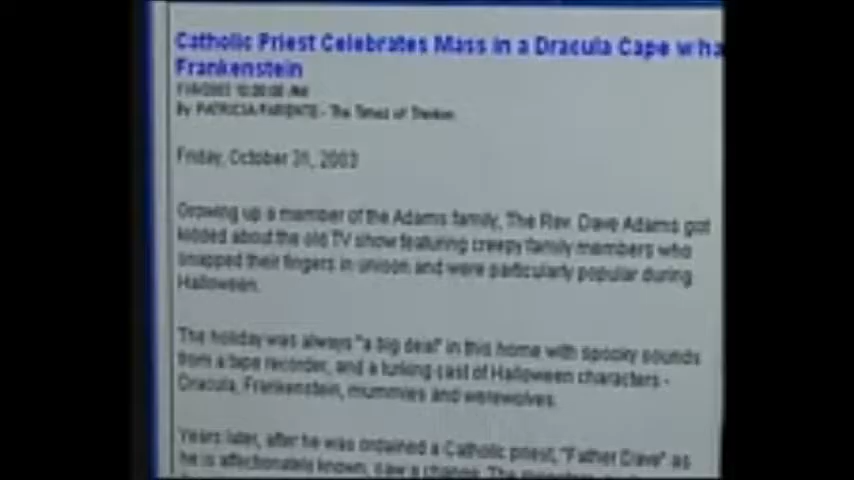 Catholic Priest Celebrates Mass in a Dracula Cape w ha
Frankenstein
By PATRICIA PARENTE - The Times of Trenton
Friday, October 31, 2003
Growing up a member of the Adams family, The Rev. Dave Adams got
kidded about the old TV show featuring creepy family members who
snapped their fingers in unison and were particularly popular during
Halloween.
The holiday was always "a big deal" in this home with spooky sounds
from a tape recorder, and a lurking cast of Halloween characters -
Dracula, Frankenstein, mummies and werewolves.
Years later, after he was ordained a Catholic priest, "Father Dave" as
he is affectionately known, saw a change. The